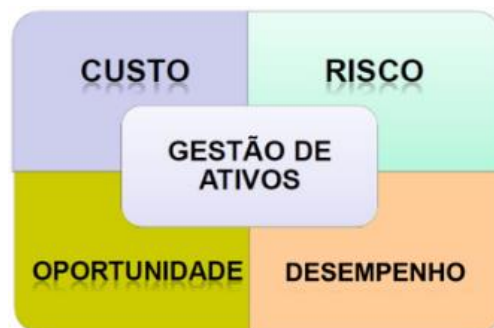 CUSTO
RISCO
GESTÃO DE
ATIVOS
OPORTUNIDADE
DESEMPENHO